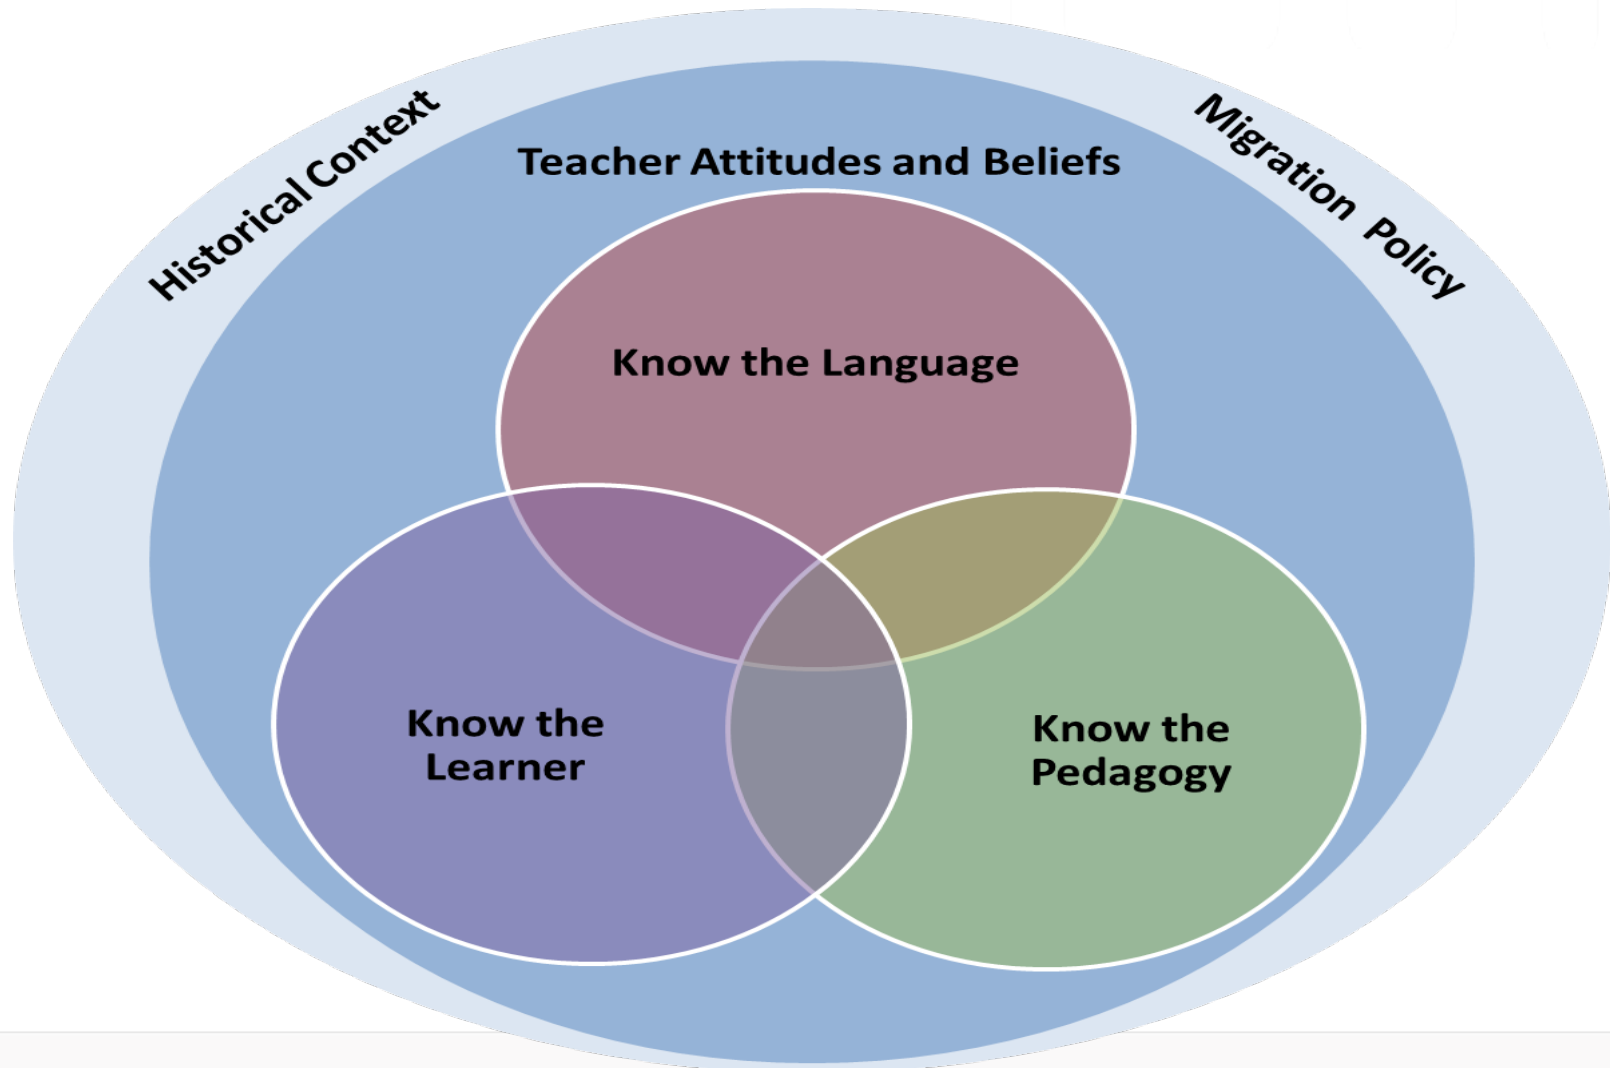 Historical Context
Migration Policy
Teacher Attitudes and Beliefs
Know the Language
Know the
Learner
Know the
Pedagogy